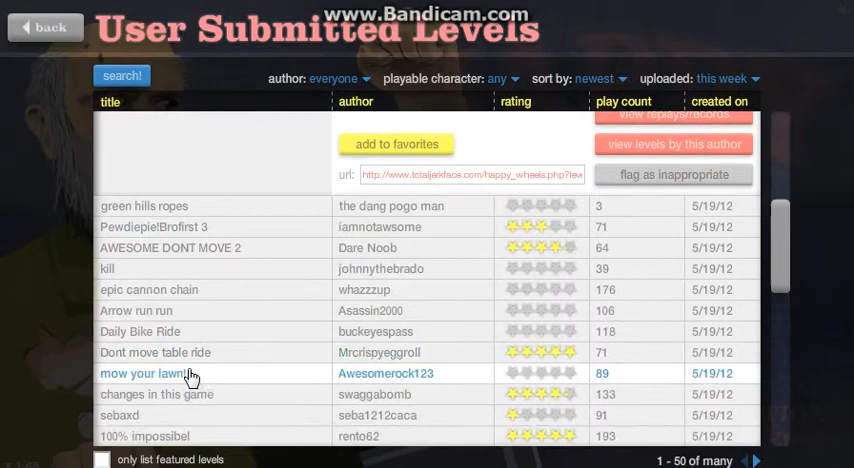 www.Bandicam.com
back
User Submitted Levels
search!
author: everyone playable character: any sort by: newest uploaded: this week
title author rating play count created on
view replays/records
add to favorites view levels by this author
url: http://www.totaljerkface.com/happy_wheels.php?lev flag as inappropriate
green hills ropes the dang pogo man 3 5/19/12
Pewdiepie!Brofirst 3 iamnotawsome 71 5/19/12
AWESOME DONT MOVE 2 Dare Noob 64 5/19/12
kill johnnythebrado 39 5/19/12
epic cannon chain whazzzup 176 5/19/12
Arrow run run Asassin2000 106 5/19/12
Daily Bike Ride buckeyespass 118 5/19/12
Dont move table ride Mrcrispyeggroll 71 5/19/12
mow your lawn! Awesomerock123 89 5/19/12
changes in this game swaggabomb 133 5/19/12
sebaxd seba1212caca 91 5/19/12
100% impossibel rento62 193 5/19/12
only list featured levels 1 - 50 of many